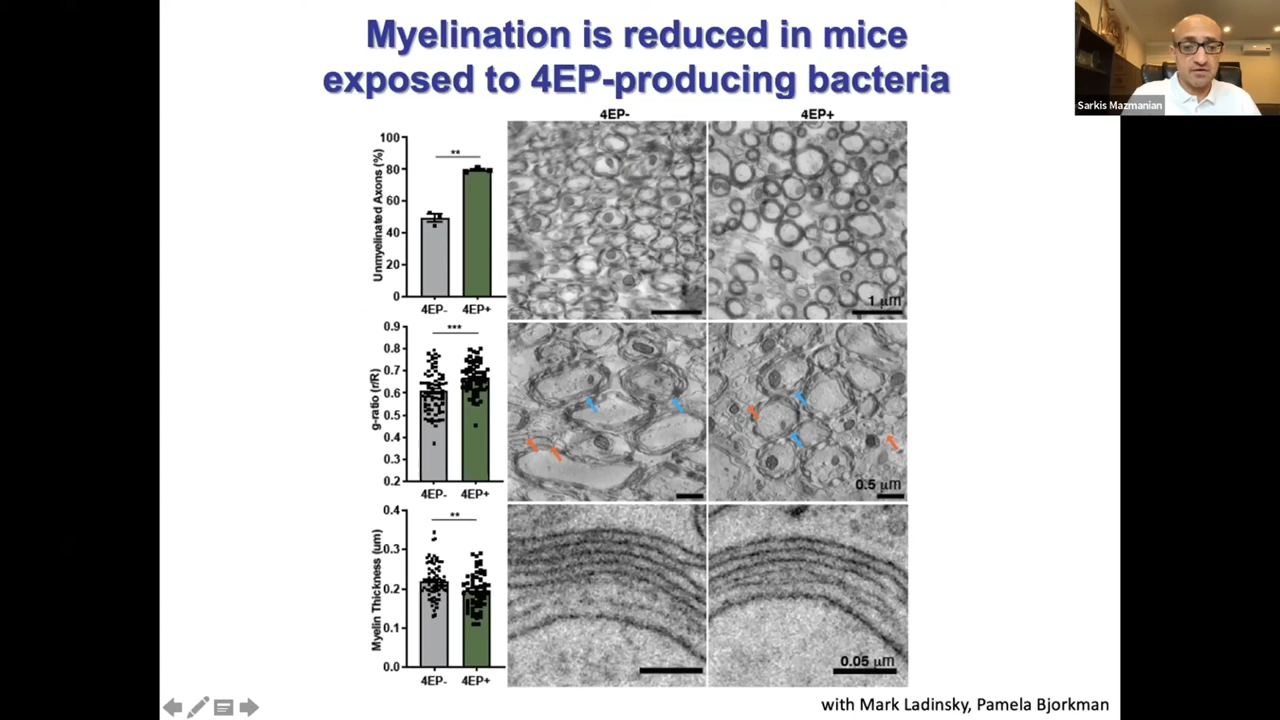 Myelination is reduced in mice
exposed to 4EP-producing bacteria
Sarkis Mazmanian
4EP-
4EP+
Unmyelinated Axons (%)
100
80
60
40
20
0
**
4EP-
4EP+
1 μm
g-ratio (r/R)
0.9
0.8
0.7
0.6
0.5
0.4
0.3
0.2
***
4EP-
4EP+
0.5 μm
Myelin Thickness (um)
0.4
0.3
0.2
0.1
0.0
**
4EP-
4EP+
0.05 μm
with Mark Ladinsky, Pamela Bjorkman